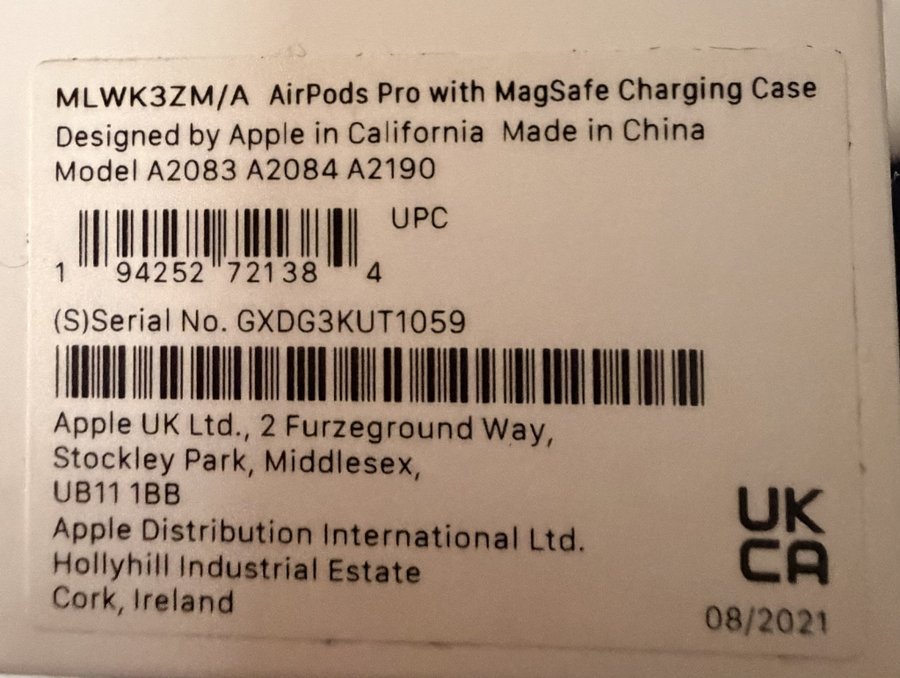 MLWK3ZM/A AirPods Pro with MagSafe Charging Case
Designed by Apple in California Made in China
Model A2083 A2084 A2190
UPC
1 94252 72138 4
(S)Serial No. GXDG3KUT1059
Apple UK Ltd., 2 Furzeground Way,
Stockley Park, Middlesex,
UB11 1BB
Apple Distribution International Ltd.
Hollyhill Industrial Estate
Cork, Ireland
UK
CA
08/2021